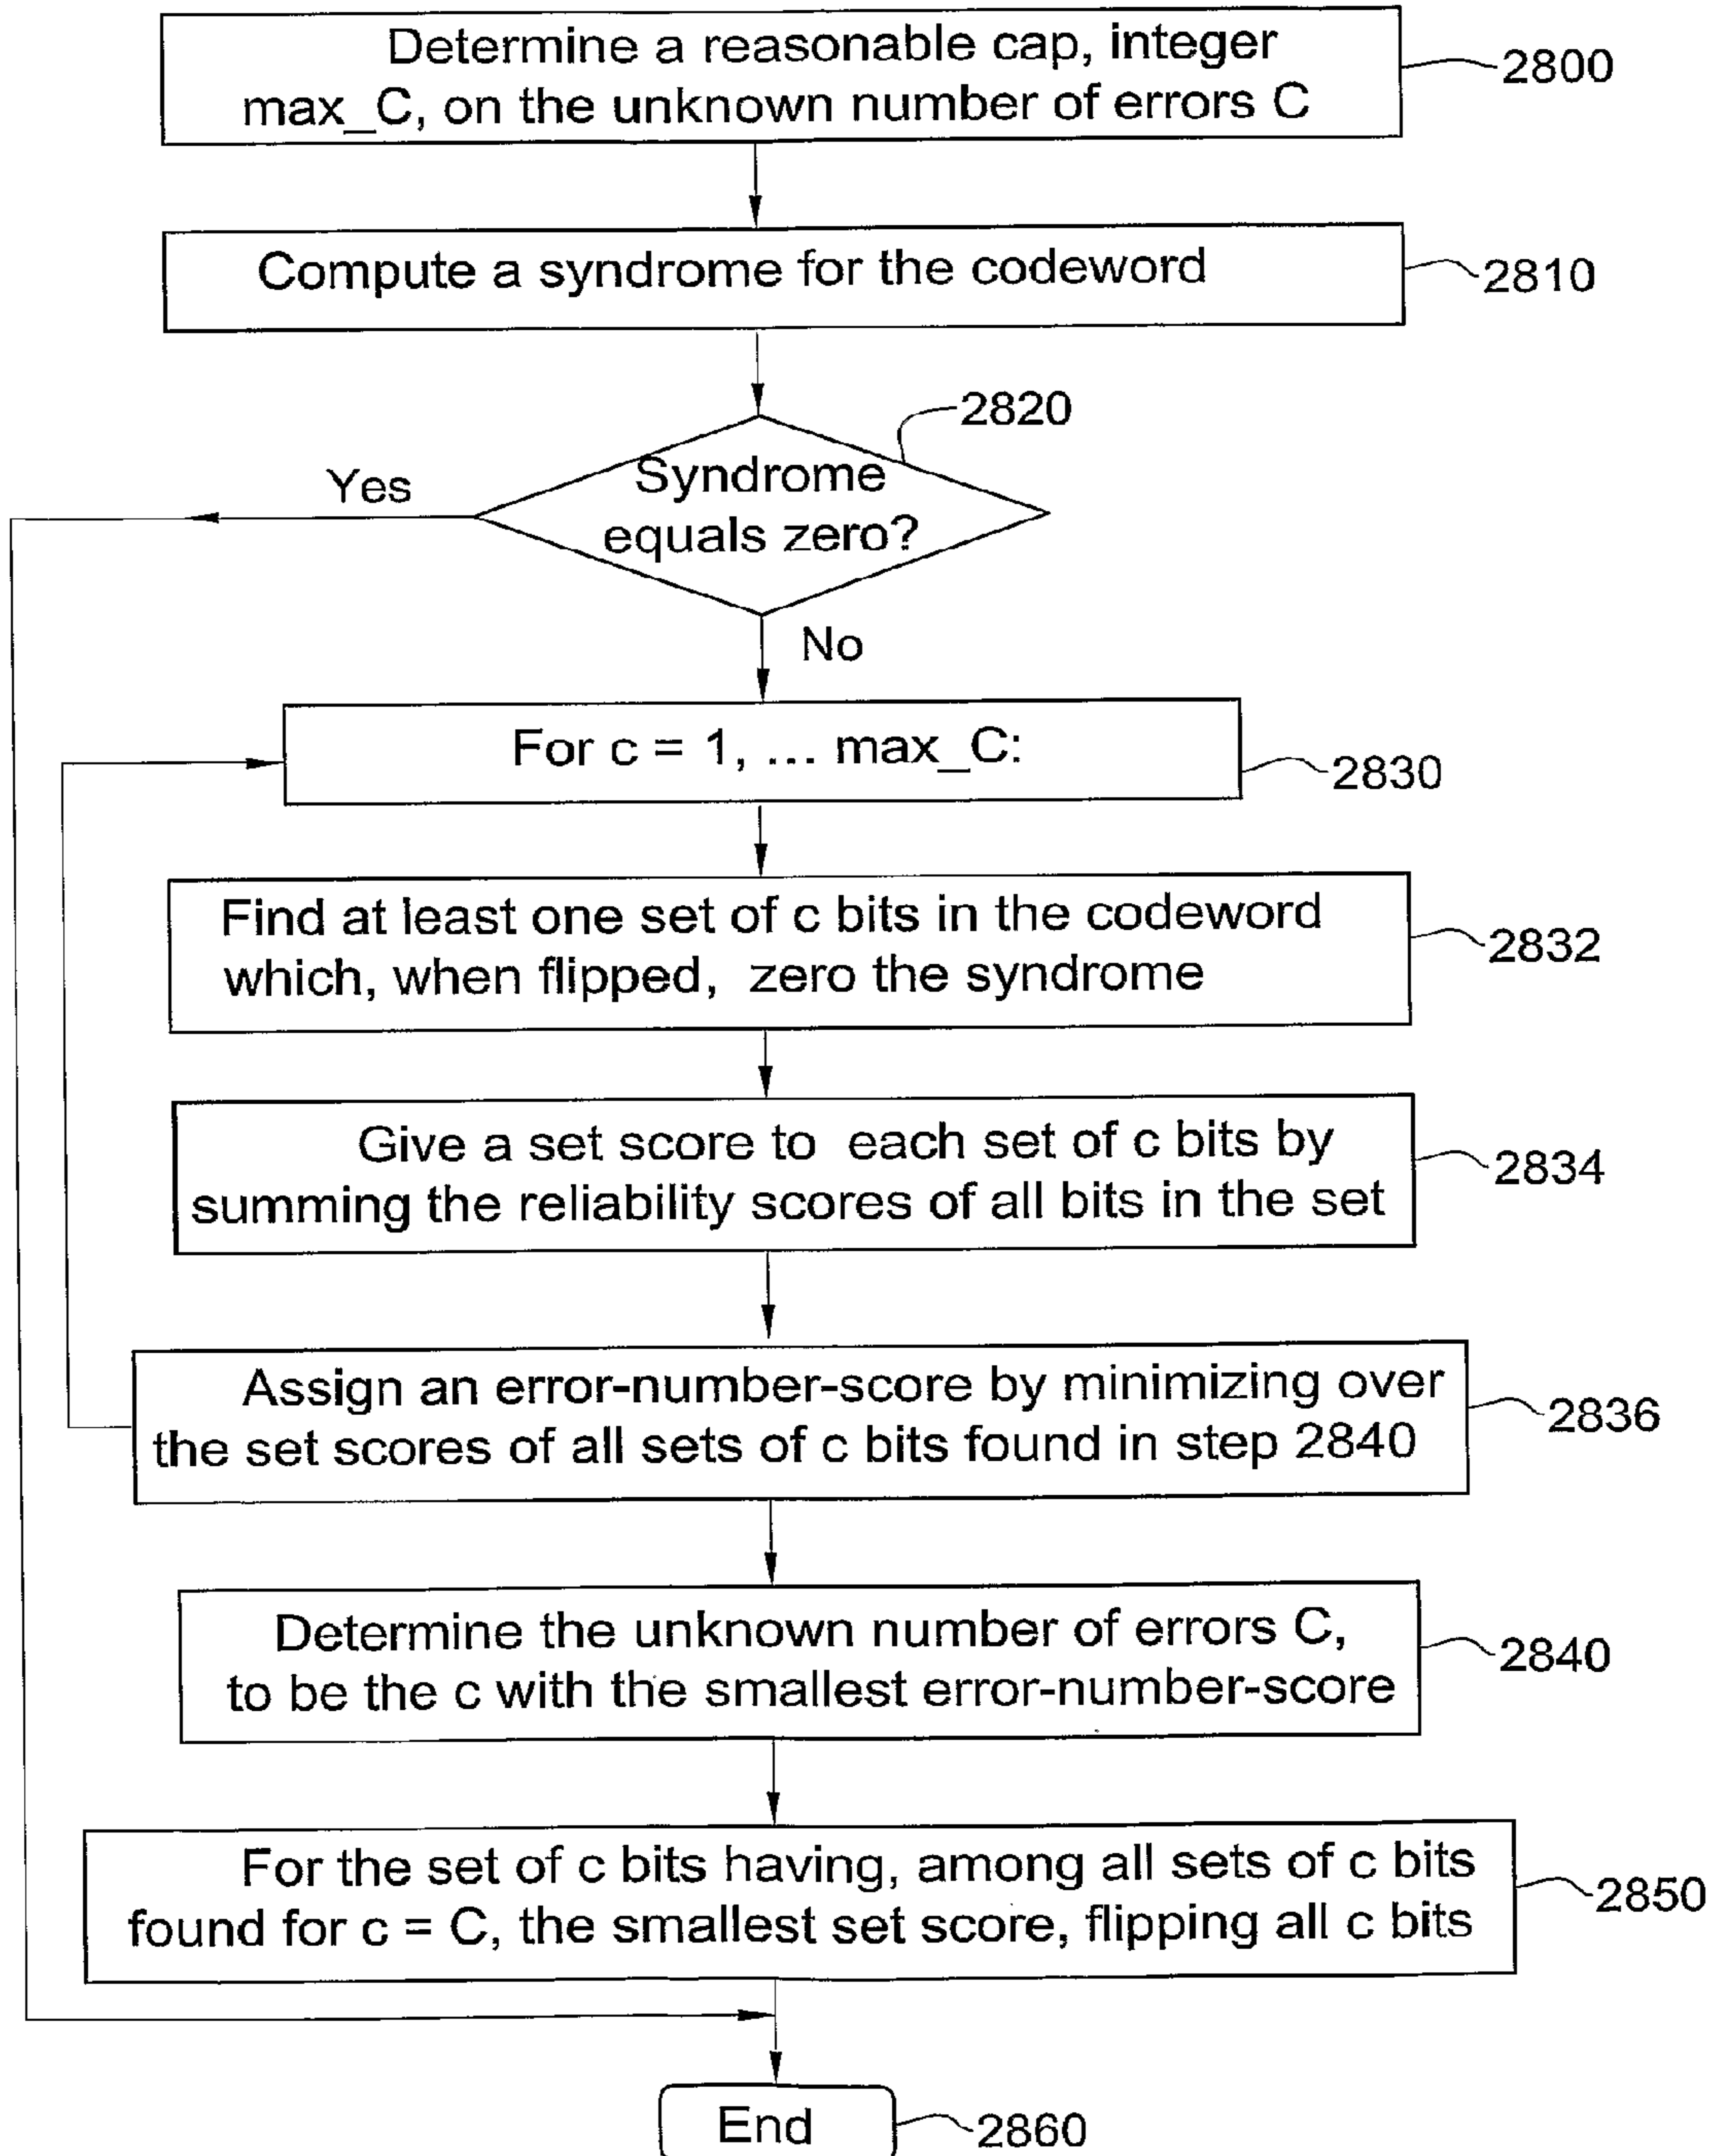 Determine a reasonable cap, integer
max_C, on the unknown number of errors C
2800
Compute a syndrome for the codeword
2810
2820
Syndrome
equals zero?
Yes
No
For c = 1, ... max_C:
2830
Find at least one set of c bits in the codeword
which, when flipped, zero the syndrome
2832
Give a set score to each set of c bits by
summing the reliability scores of all bits in the set
2834
Assign an error-number-score by minimizing over
the set scores of all sets of c bits found in step 2840
2836
Determine the unknown number of errors C,
to be the c with the smallest error-number-score
2840
For the set of c bits having, among all sets of c bits
found for c = C, the smallest set score, flipping all c bits
2850
End
2860